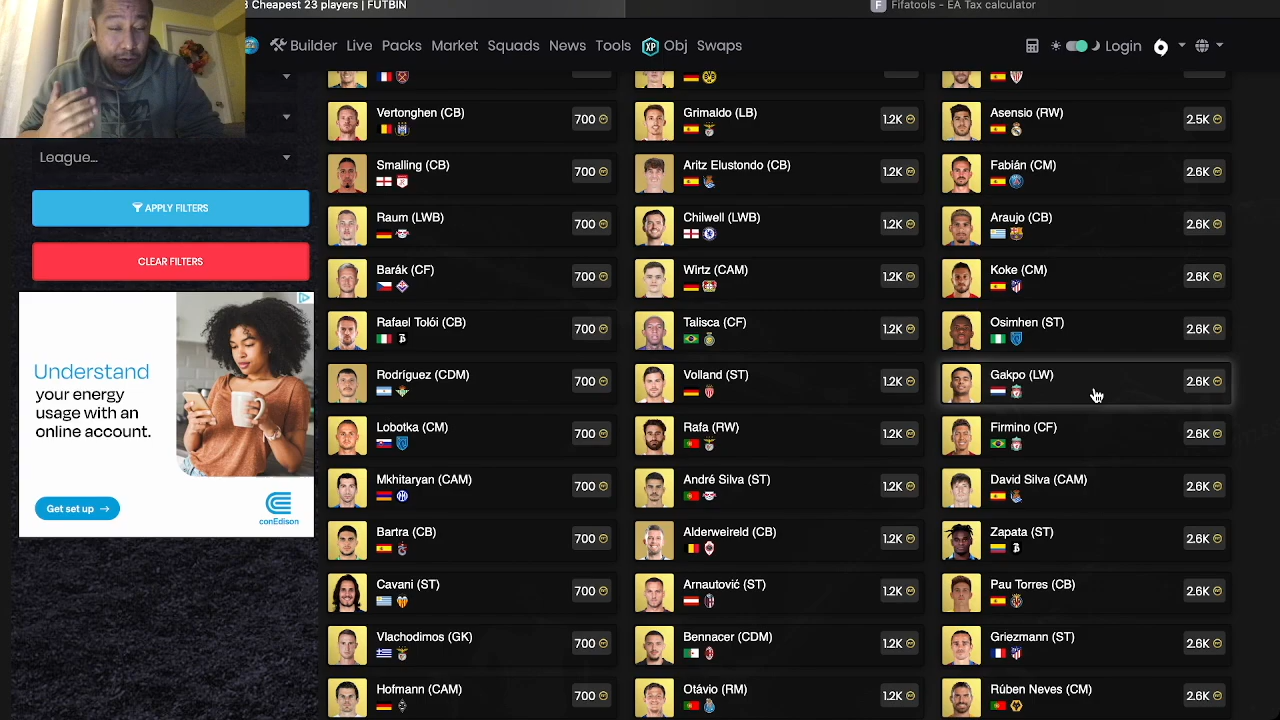 3 Cheapest 23 players | FUTBIN
F Fifatools - EA Tax calculator
Builder Live Packs Market Squads News Tools XP Obj Swaps Login
League...
APPLY FILTERS
CLEAR FILTERS
Understand
your energy
usage with an
online account.
Get set up →
conEdison
Vertonghen (CB) 700
Smalling (CB) 700
Raum (LWB) 700
Barák (CF) 700
Rafael Tolói (CB) 700
Rodríguez (CDM) 700
Lobotka (CM) 700
Mkhitaryan (CAM) 700
Bartra (CB) 700
Cavani (ST) 700
Vlachodimos (GK) 700
Hofmann (CAM) 700
Grimaldo (LB) 1.2K
Aritz Elustondo (CB) 1.2K
Chilwell (LWB) 1.2K
Wirtz (CAM) 1.2K
Talisca (CF) 1.2K
Volland (ST) 1.2K
Rafa (RW) 1.2K
André Silva (ST) 1.2K
Alderweireld (CB) 1.2K
Arnautović (ST) 1.2K
Bennacer (CDM) 1.2K
Otávio (RM) 1.2K
Asensio (RW) 2.5K
Fabián (CM) 2.6K
Araujo (CB) 2.6K
Koke (CM) 2.6K
Osimhen (ST) 2.6K
Gakpo (LW) 2.6K
Firmino (CF) 2.6K
David Silva (CAM) 2.6K
Zapata (ST) 2.6K
Pau Torres (CB) 2.6K
Griezmann (ST) 2.6K
Rúben Neves (CM) 2.6K